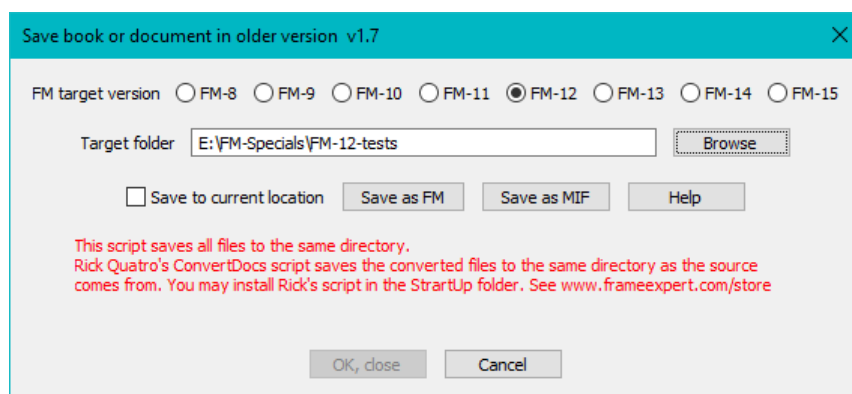 Save book or document in older version v1.7
FM target version FM-8 FM-9 FM-10 FM-11 FM-12 FM-13 FM-14 FM-15
Target folder E:\FM-Specials\FM-12-tests Browse
Save to current location Save as FM Save as MIF Help
This script saves all files to the same directory.
Rick Quatro's ConvertDocs script saves the converted files to the same directory as the source
comes from. You may install Rick's script in the StrartUp folder. See www.frameexpert.com/store
OK, close Cancel